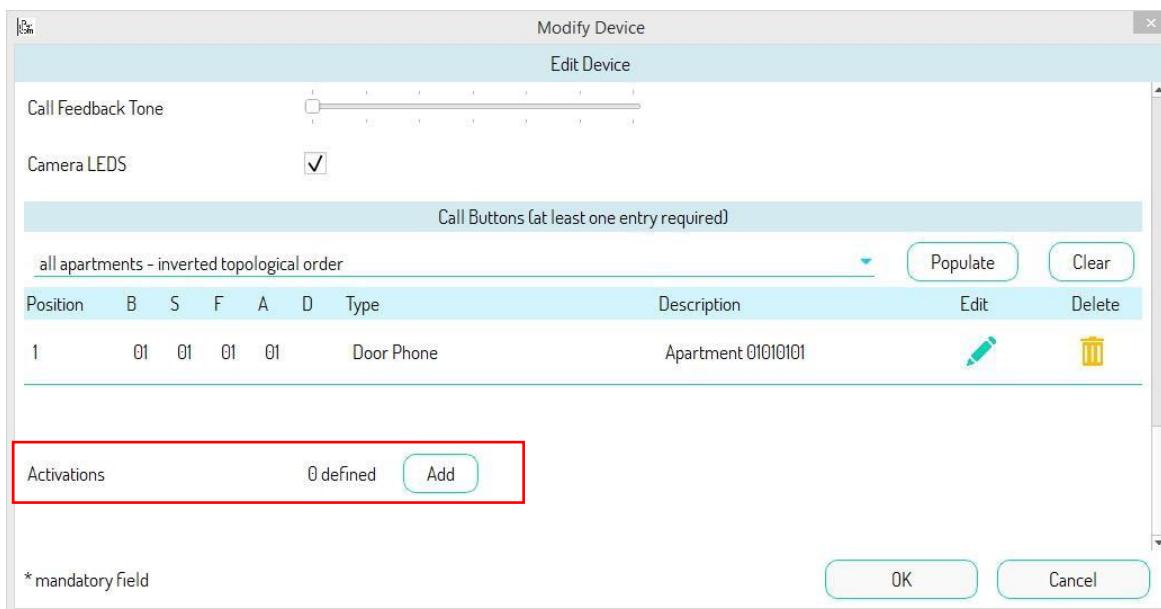 Modify Device
Edit Device
Call Feedback Tone
Camera LEDS
Call Buttons (at least one entry required)
all apartments - inverted topological order Populate Clear
Position B S F A D Type Description Edit Delete
1 01 01 01 01 Door Phone Apartment 01010101
Activations 0 defined Add
* mandatory field OK Cancel